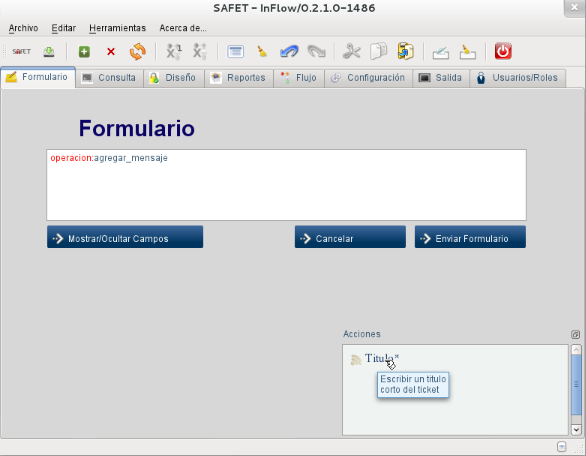 SAFET - InFlow/0.2.1.0-1486
Archivo Editar Herramientas Acerca de...
SAFET
Formulario Consulta Diseño Reportes Flujo Configuración Salida Usuarios/Roles
Formulario
operacion:agregar_mensaje
Mostrar/Ocultar Campos Cancelar Enviar Formulario
Acciones
Titulo*
Escribir un titulo
corto del ticket